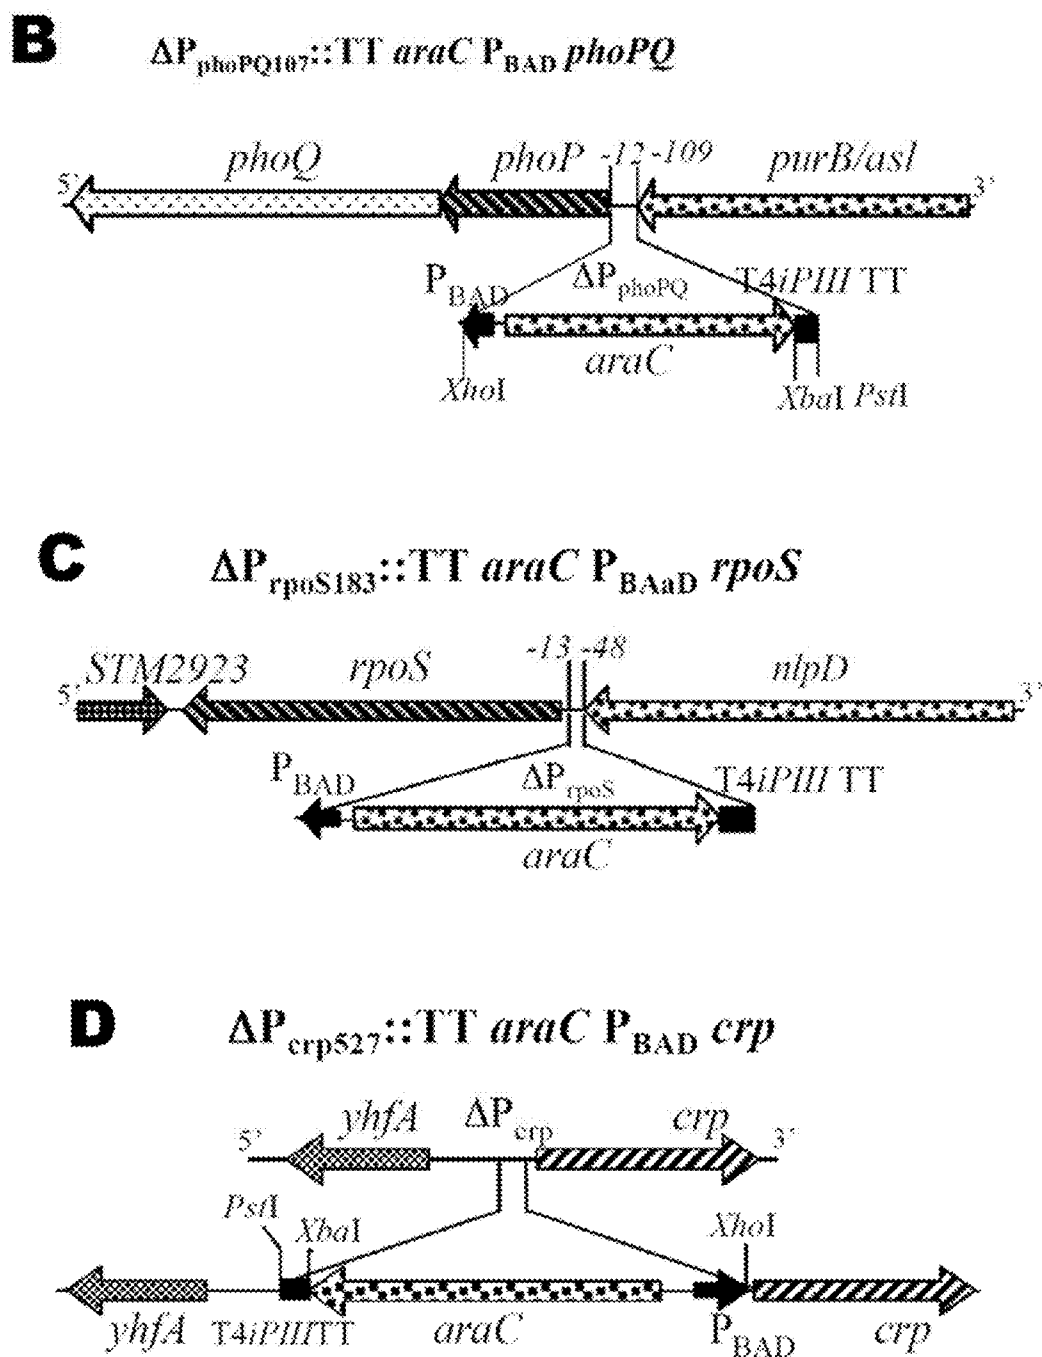 B
ΔPphoPQ107::TT araC PBAD phoPQ
phoQ phoP -12 -109 purB/asl
5' 3'
PBAD ΔPphoPQ T4iPIII TT
araC
XhoI XbaI PstI
C
ΔPrpoS183::TT araC PBAaD rpoS
STM2923 rpoS -13 -48 nlpD
5' 3'
PBAD ΔPrpoS T4iPIII TT
araC
D
ΔPcrp527::TT araC PBAD crp
5' yhfA ΔPcrp crp 3'
PstI XbaI XhoI
yhfA T4iPIIITT araC PBAD crp